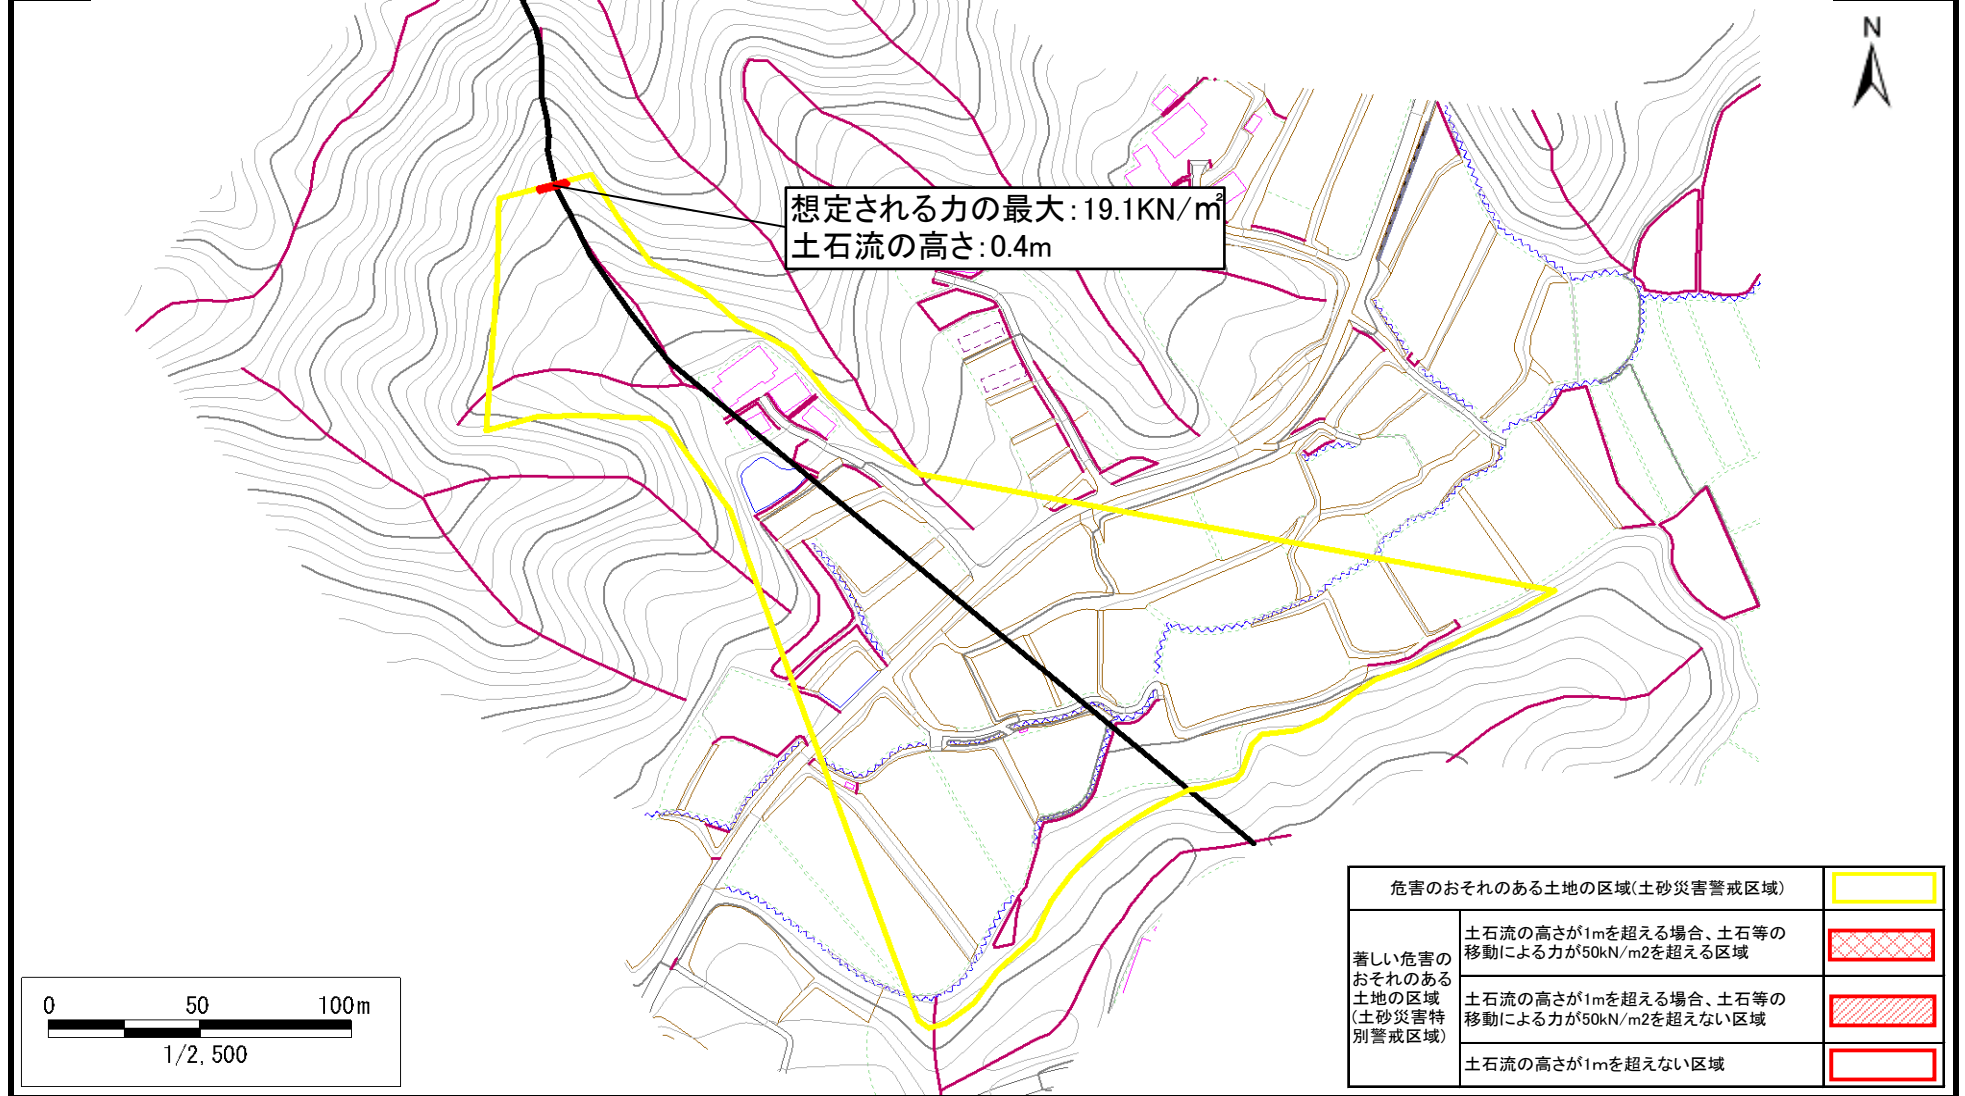 N
想定される力の最大:19.1KN/㎡
土石流の高さ:0.4m
危害のおそれのある土地の区域(土砂災害警戒区域)
著しい危害の
おそれのある
土地の区域
(土砂災害特
別警戒区域)
土石流の高さが1mを超える場合、土石等の
移動による力が50kN/m2を超える区域
土石流の高さが1mを超える場合、土石等の
移動による力が50kN/m2を超えない区域
土石流の高さが1mを超えない区域
0 50 100m
1/2,500